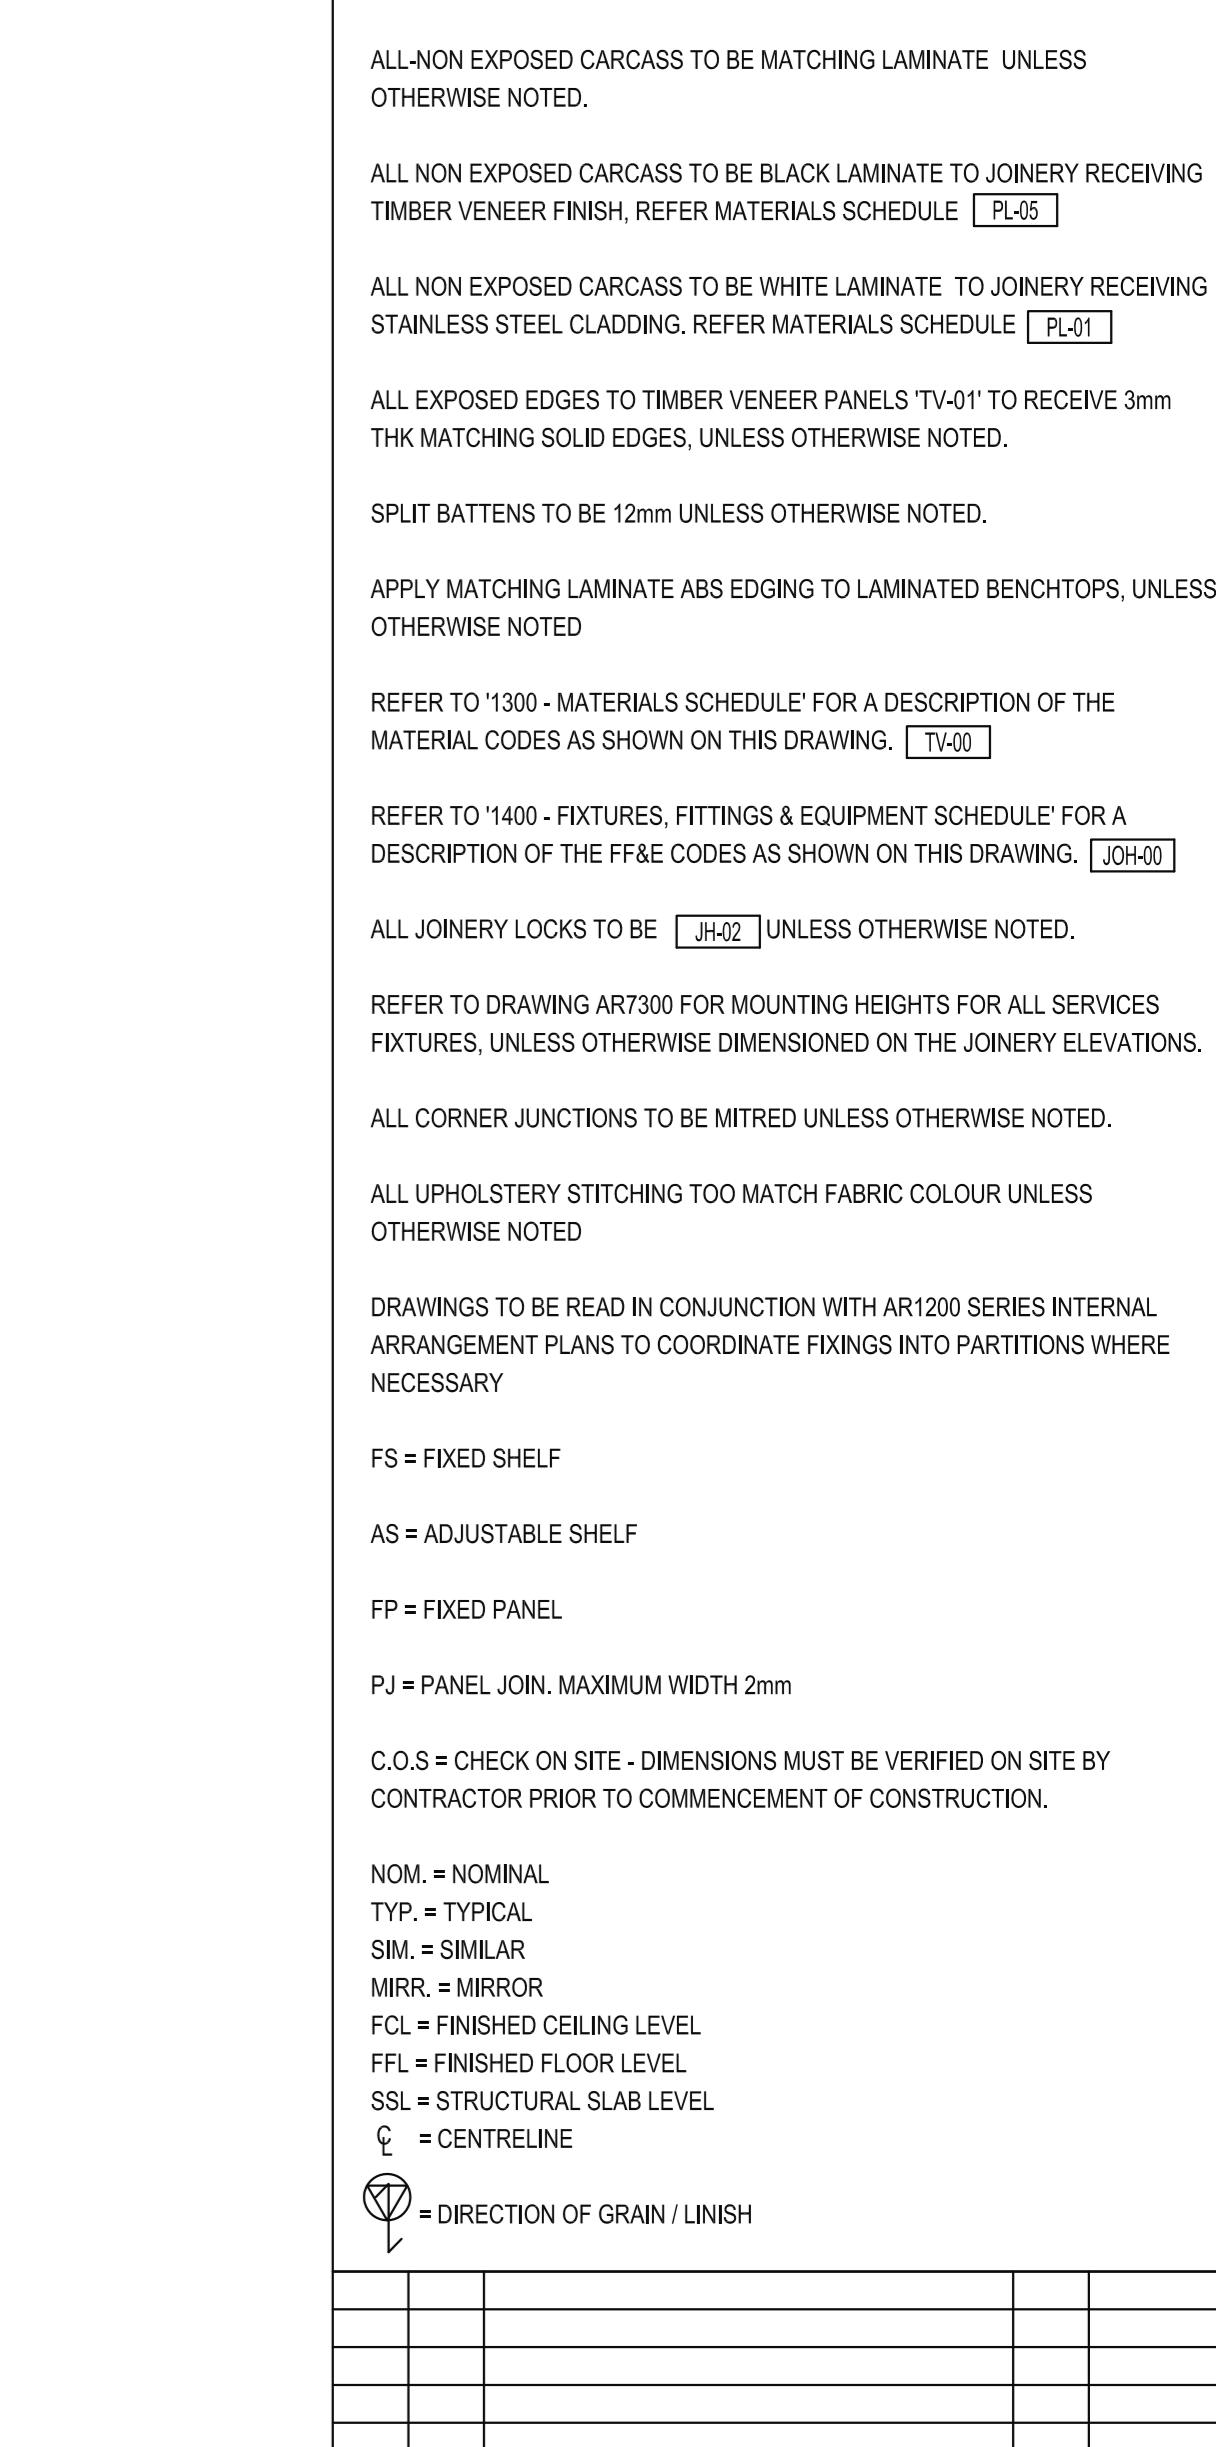 ALL-NON EXPOSED CARCASS TO BE MATCHING LAMINATE UNLESS
OTHERWISE NOTED.
ALL NON EXPOSED CARCASS TO BE BLACK LAMINATE TO JOINERY RECEIVING
TIMBER VENEER FINISH, REFER MATERIALS SCHEDULE PL-05
ALL NON EXPOSED CARCASS TO BE WHITE LAMINATE TO JOINERY RECEIVING
STAINLESS STEEL CLADDING. REFER MATERIALS SCHEDULE PL-01
ALL EXPOSED EDGES TO TIMBER VENEER PANELS 'TV-01' TO RECEIVE 3mm
THK MATCHING SOLID EDGES, UNLESS OTHERWISE NOTED.
SPLIT BATTENS TO BE 12mm UNLESS OTHERWISE NOTED.
APPLY MATCHING LAMINATE ABS EDGING TO LAMINATED BENCHTOPS, UNLESS
OTHERWISE NOTED
REFER TO '1300 - MATERIALS SCHEDULE' FOR A DESCRIPTION OF THE
MATERIAL CODES AS SHOWN ON THIS DRAWING. TV-00
REFER TO '1400 - FIXTURES, FITTINGS & EQUIPMENT SCHEDULE' FOR A
DESCRIPTION OF THE FF&E CODES AS SHOWN ON THIS DRAWING. JOH-00
ALL JOINERY LOCKS TO BE JH-02 UNLESS OTHERWISE NOTED.
REFER TO DRAWING AR7300 FOR MOUNTING HEIGHTS FOR ALL SERVICES
FIXTURES, UNLESS OTHERWISE DIMENSIONED ON THE JOINERY ELEVATIONS.
ALL CORNER JUNCTIONS TO BE MITRED UNLESS OTHERWISE NOTED.
ALL UPHOLSTERY STITCHING TOO MATCH FABRIC COLOUR UNLESS
OTHERWISE NOTED
DRAWINGS TO BE READ IN CONJUNCTION WITH AR1200 SERIES INTERNAL
ARRANGEMENT PLANS TO COORDINATE FIXINGS INTO PARTITIONS WHERE
NECESSARY
FS = FIXED SHELF
AS = ADJUSTABLE SHELF
FP = FIXED PANEL
PJ = PANEL JOIN. MAXIMUM WIDTH 2mm
C.O.S = CHECK ON SITE - DIMENSIONS MUST BE VERIFIED ON SITE BY
CONTRACTOR PRIOR TO COMMENCEMENT OF CONSTRUCTION.
NOM. = NOMINAL
TYP. = TYPICAL
SIM. = SIMILAR
MIRR. = MIRROR
FCL = FINISHED CEILING LEVEL
FFL = FINISHED FLOOR LEVEL
SSL = STRUCTURAL SLAB LEVEL
℄ = CENTRELINE
= DIRECTION OF GRAIN / LINISH